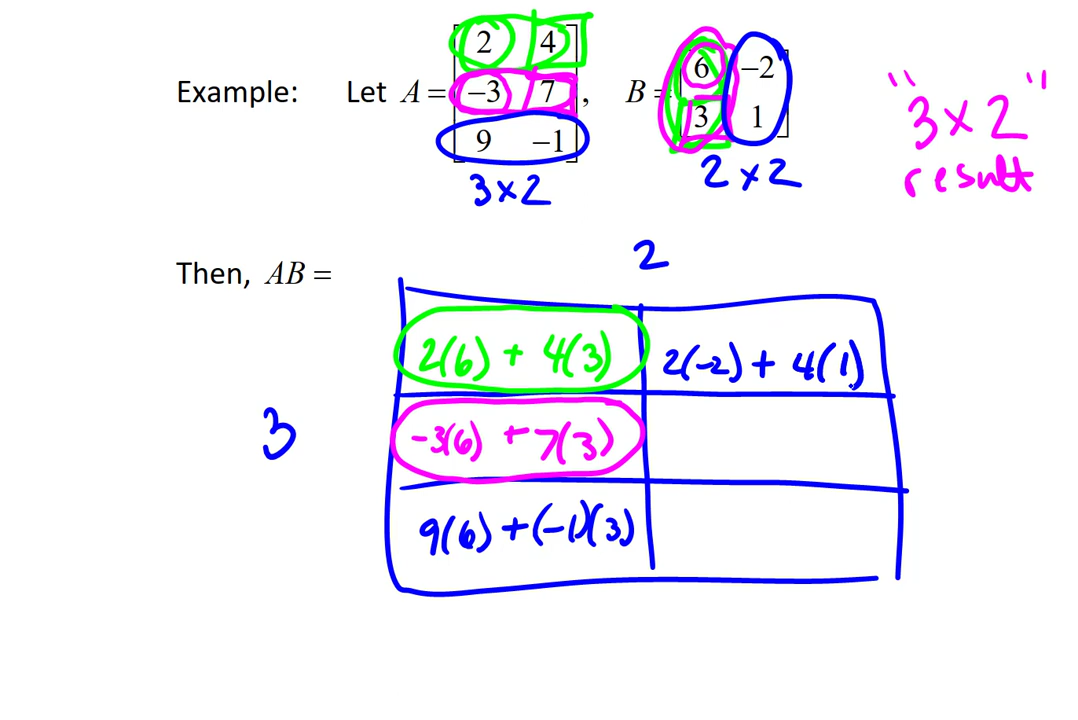 Example: Let A = [ 2 4
-3 7
9 -1 ], B = [ 6 -2
3 1 ]
3 × 2
2 × 2
"3 × 2"
result
Then, AB =
2
3
2(6) + 4(3) 2(-2) + 4(1)
-3(6) + 7(3)
9(6) + (-1)(3)